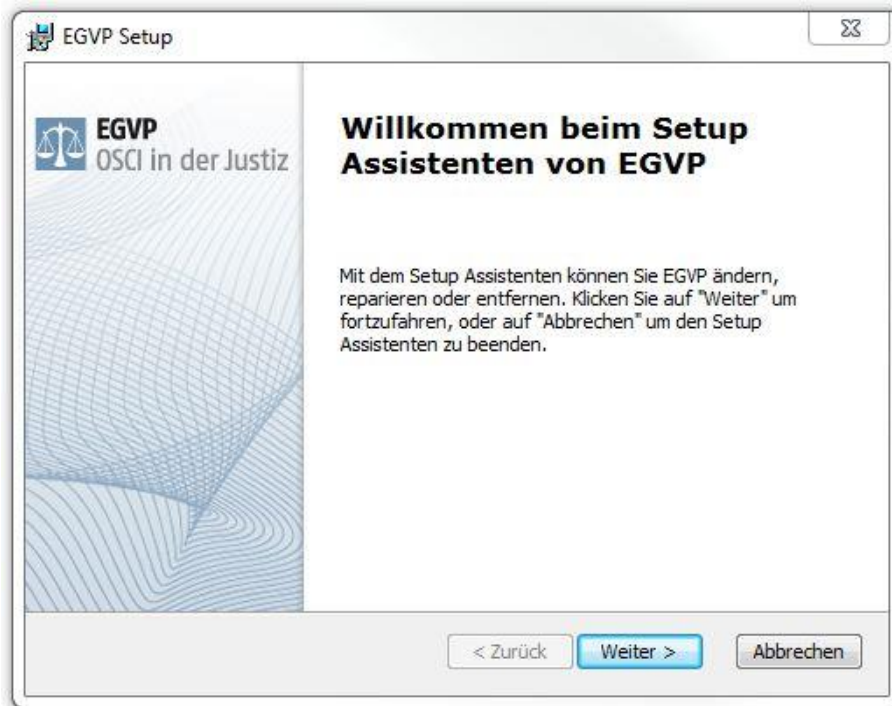 EGVP Setup
EGVP
OSCI in der Justiz
Willkommen beim Setup
Assistenten von EGVP
Mit dem Setup Assistenten können Sie EGVP ändern,
reparieren oder entfernen. Klicken Sie auf "Weiter" um
fortzufahren, oder auf "Abbrechen" um den Setup
Assistenten zu beenden.
< Zurück
Weiter >
Abbrechen